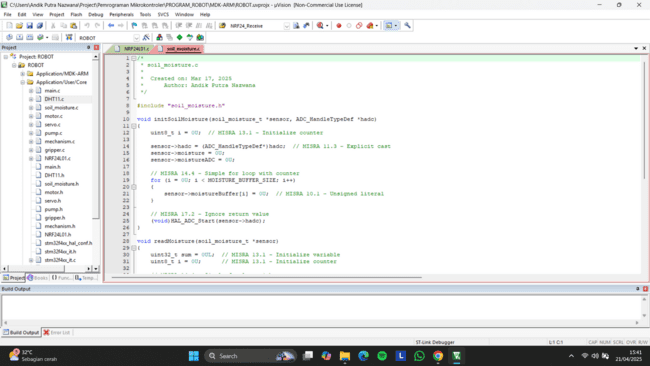 C:\Users\Andik Putra Nazwana\Project\Pemrograman Mikrokontroler\PROGRAM_ROBOT\MDK-ARM\ROBOT.uvprojx - µVision [Non-Commercial Use License]
File Edit View Project Flash Debug Peripherals Tools SVCS Window Help
NRF24_Receive
ROBOT
Project
NRF24L01.c soil_moisture.c
Project: ROBOT
ROBOT
Application/MDK-ARM
Application/User/Core
main.c
DHT11.c
soil_moisture.c
motor.c
servo.c
pump.c
mechanism.c
gripper.c
NRF24L01.c
main.h
DHT11.h
soil_moisture.h
motor.h
servo.h
pump.h
mechanism.h
gripper.h
NRF24L01.h
stm32f4xx_hal_conf.h
stm32f4xx_it.h
stm32f4xx_it.c
1 /*
2 * soil_moisture.c
3 *
4 * Created on: Mar 17, 2025
5 * Author: Andik Putra Nazwana
6 */
7
8 #include "soil_moisture.h"
9
10 void initSoilMoisture(soil_moisture_t *sensor, ADC_HandleTypeDef *hadc)
11 {
12 uint8_t i = 0U; // MISRA 13.1 - Initialize counter
13
14 sensor->hadc = (ADC_HandleTypeDef*)hadc; // MISRA 11.3 - Explicit cast
15 sensor->moisture = 0U;
16 sensor->moistureADC = 0U;
17
18 // MISRA 14.4 - Simple for loop with counter
19 for (i = 0U; i < MOISTURE_BUFFER_SIZE; i++)
20 {
21 sensor->moistureBuffer[i] = 0U; // MISRA 10.1 - Unsigned literal
22 }
23
24 // MISRA 17.2 - Ignore return value
25 (void)HAL_ADC_Start(sensor->hadc);
26 }
27
28 void readMoisture(soil_moisture_t *sensor)
29 {
30 uint32_t sum = 0UL; // MISRA 13.1 - Initialize variable
31 uint8_t i = 0U; // MISRA 13.1 - Initialize counter
32
Project Books Func... Temp...
Build Output
Build Output Error List
ST-Link Debugger L:1 C:1 CAP NUM SCRL OVR R/W
32°C
Sebagian cerah
Search
15:41
21/04/2025